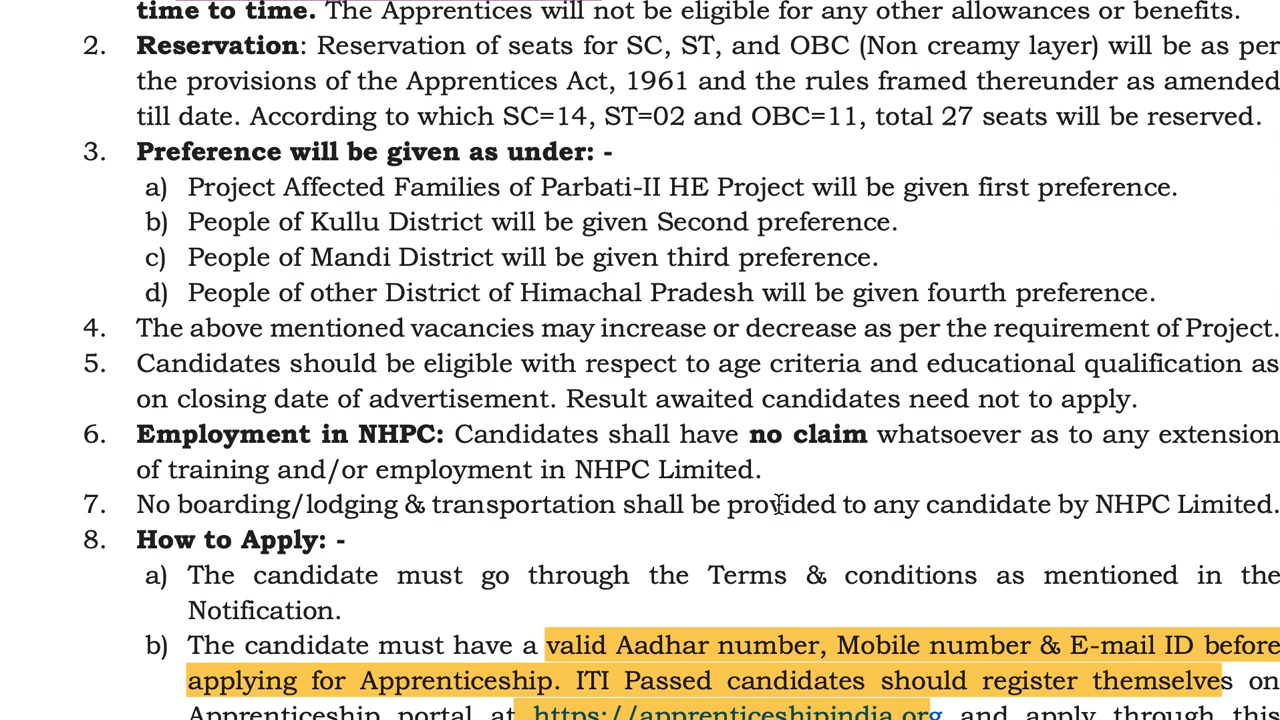 time to time. The Apprentices will not be eligible for any other allowances or benefits.
2. Reservation: Reservation of seats for SC, ST, and OBC (Non creamy layer) will be as per
the provisions of the Apprentices Act, 1961 and the rules framed thereunder as amended
till date. According to which SC=14, ST=02 and OBC=11, total 27 seats will be reserved.
3. Preference will be given as under: -
a) Project Affected Families of Parbati-II HE Project will be given first preference.
b) People of Kullu District will be given Second preference.
c) People of Mandi District will be given third preference.
d) People of other District of Himachal Pradesh will be given fourth preference.
4. The above mentioned vacancies may increase or decrease as per the requirement of Project.
5. Candidates should be eligible with respect to age criteria and educational qualification as
on closing date of advertisement. Result awaited candidates need not to apply.
6. Employment in NHPC: Candidates shall have no claim whatsoever as to any extension
of training and/or employment in NHPC Limited.
7. No boarding/lodging & transportation shall be provided to any candidate by NHPC Limited.
8. How to Apply: -
a) The candidate must go through the Terms & conditions as mentioned in the
Notification.
b) The candidate must have a valid Aadhar number, Mobile number & E-mail ID before
applying for Apprenticeship. ITI Passed candidates should register themselves on
Apprenticeship portal at https://apprenticeshipindia.org and apply through this